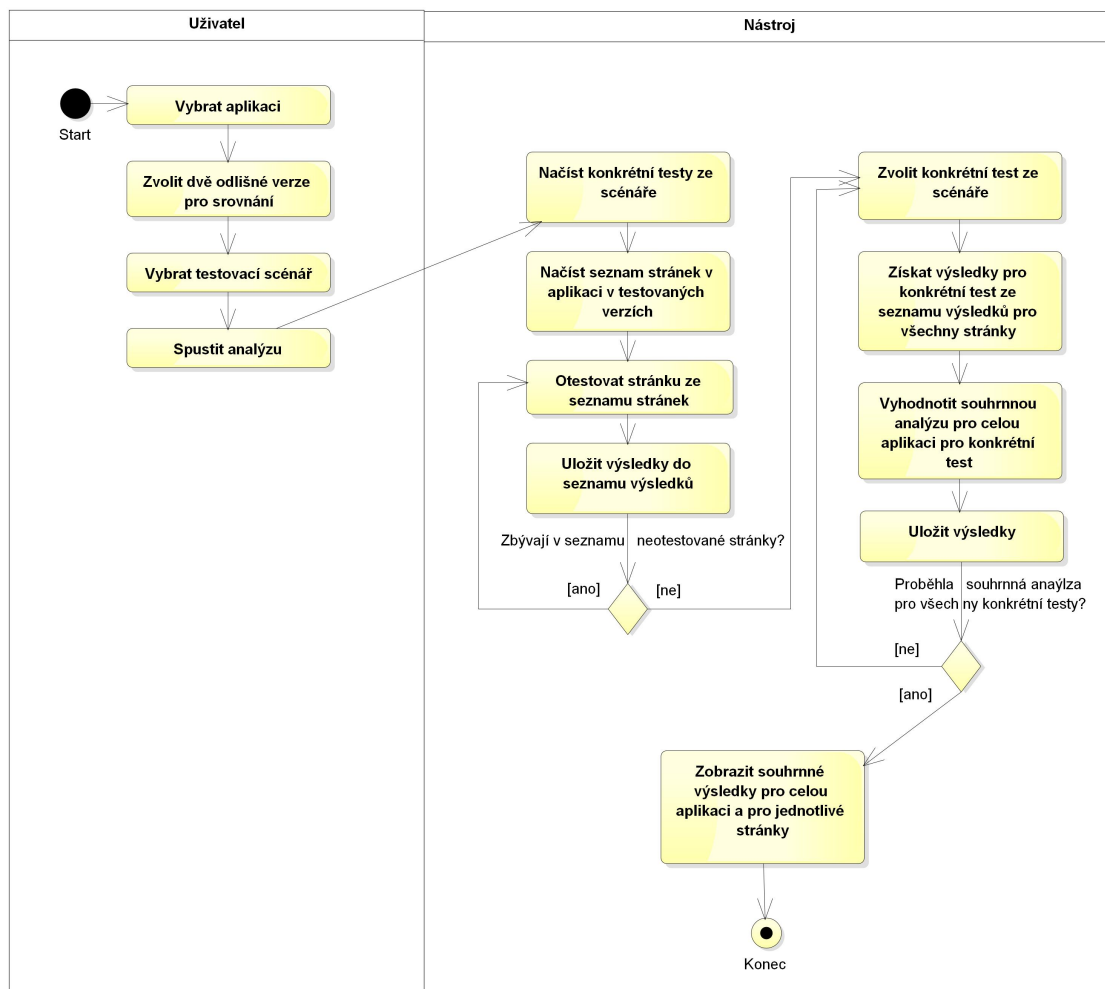 Uživatel
Nástroj
Start
Vybrat aplikaci
Zvolit dvě odlišné verze
pro srovnání
Vybrat testovací scénář
Spustit analýzu
Načíst konkrétní testy ze
scénáře
Načíst seznam stránek v
aplikaci v testovaných
verzích
Otestovat stránku ze
seznamu stránek
Uložit výsledky do
seznamu výsledků
Zbývají v seznamu neotestované stránky?
[ano]
[ne]
Zvolit konkrétní test ze
scénáře
Získat výsledky pro
konkrétní test ze
seznamu výsledků pro
všechny stránky
Vyhodnotit souhrnnou
analýzu pro celou
aplikaci pro konkrétní
test
Uložit výsledky
Proběhla souhrnná anaýlza
pro všechny konkrétní testy?
[ne]
[ano]
Zobrazit souhrnné
výsledky pro celou
aplikaci a pro jednotlivé
stránky
Konec